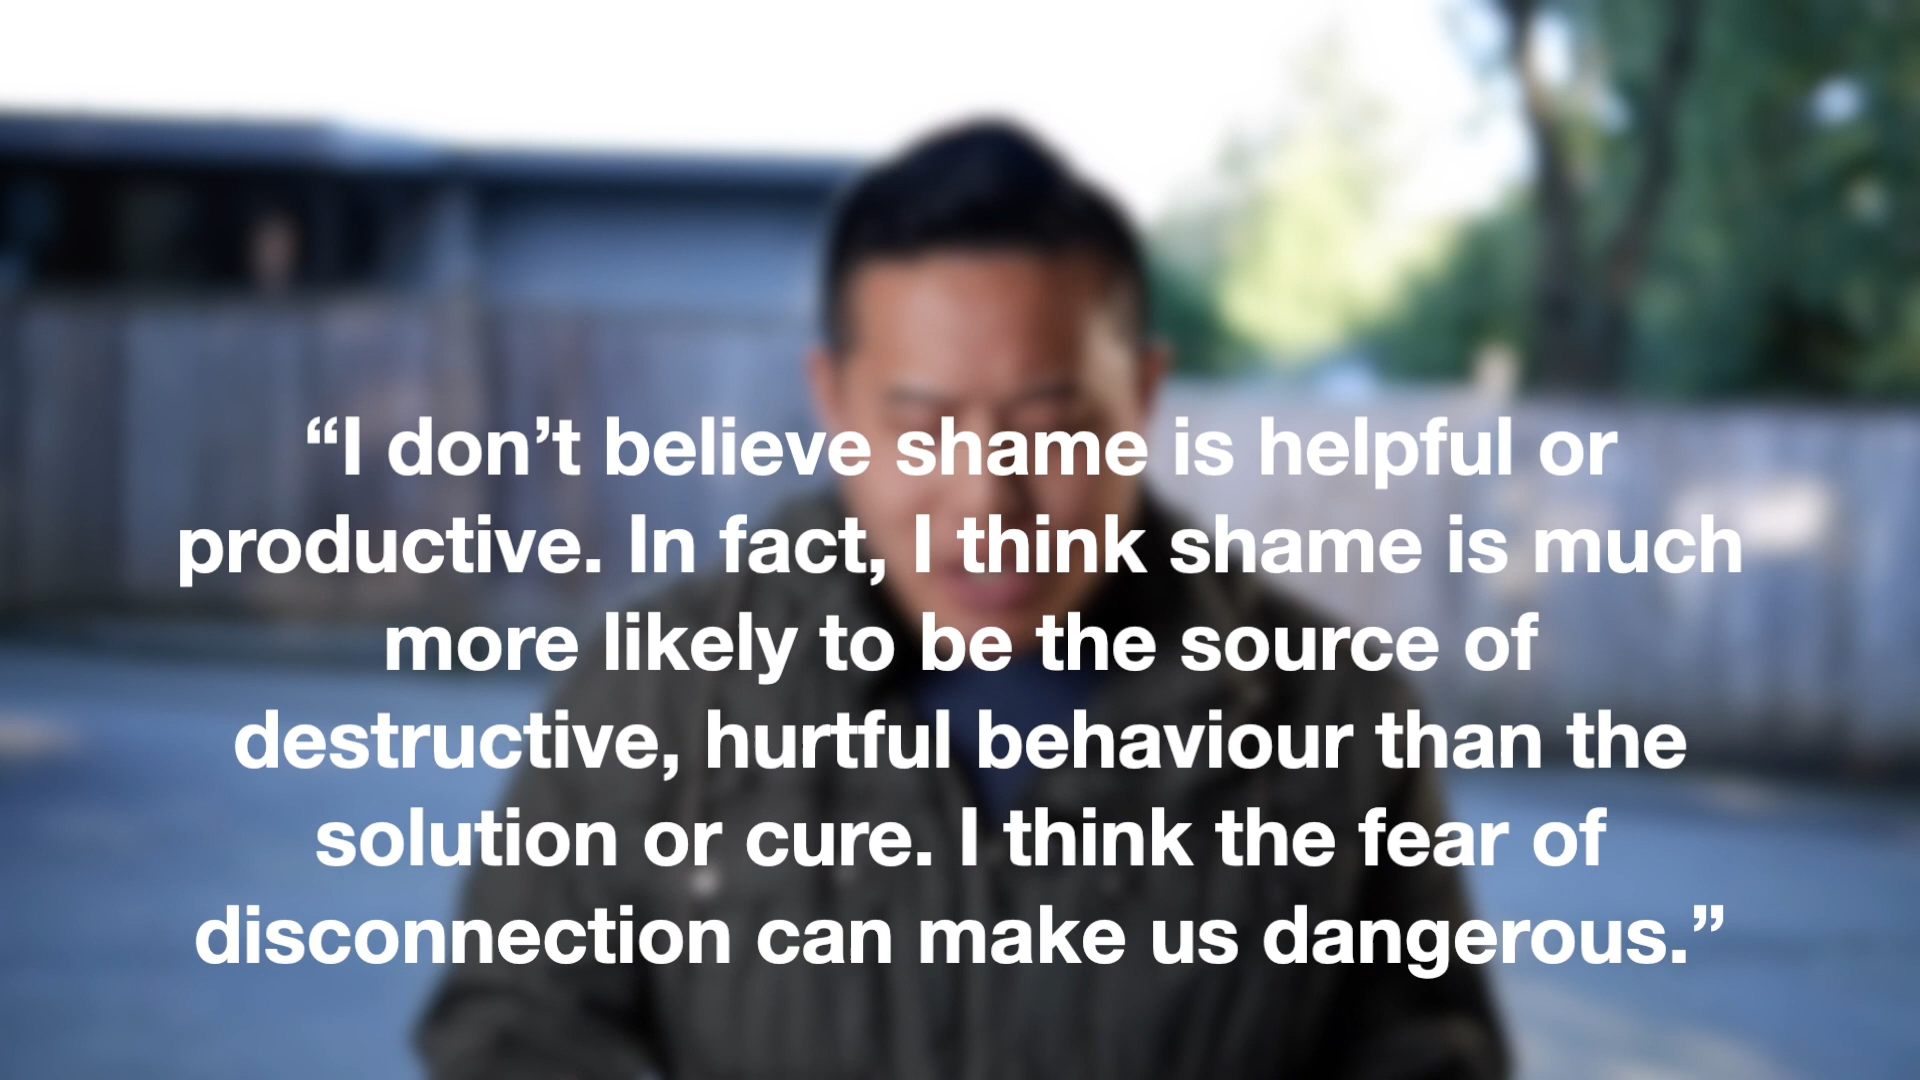 “I don’t believe shame is helpful or
productive. In fact, I think shame is much
more likely to be the source of
destructive, hurtful behaviour than the
solution or cure. I think the fear of
disconnection can make us dangerous.”